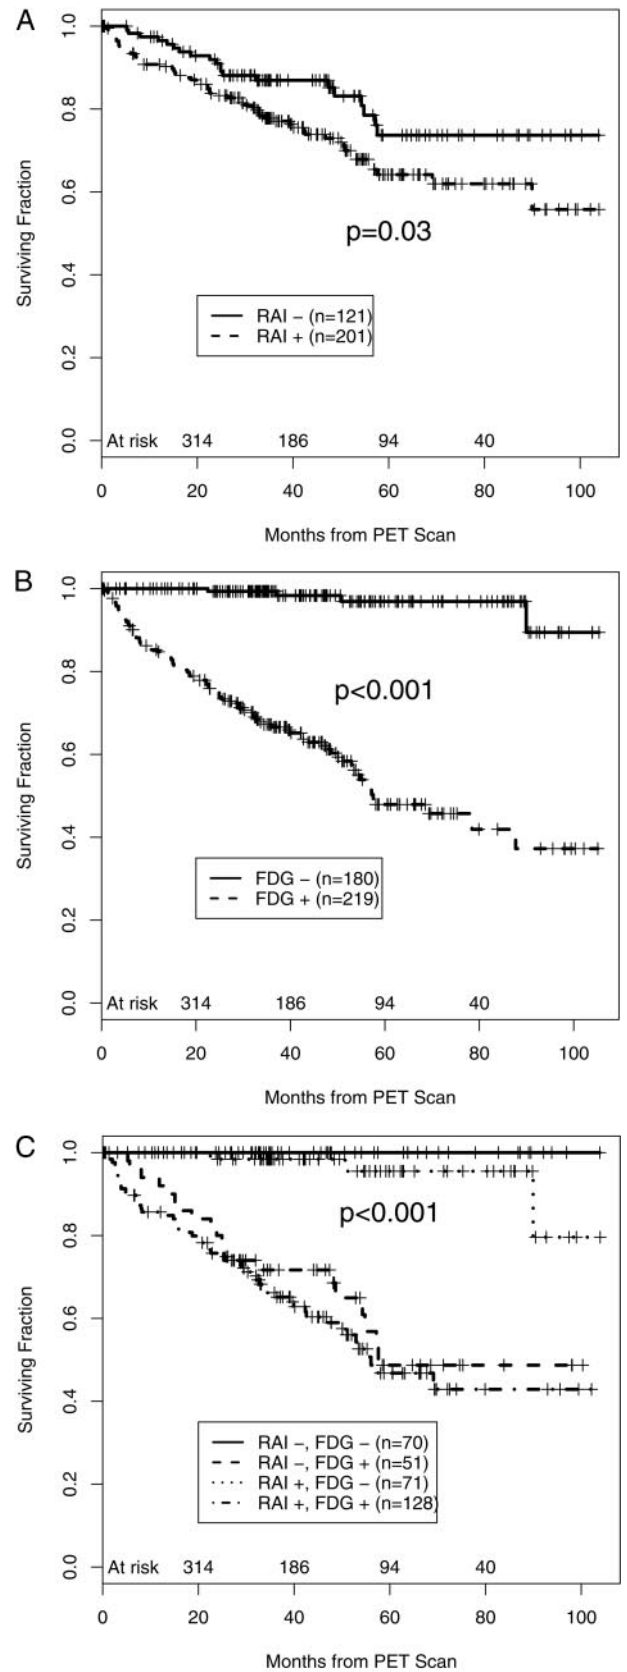 A
1.0
0.8
0.6
0.4
0.2
0.0
Surviving Fraction
p=0.03
RAI − (n=121)
RAI + (n=201)
At risk 314 186 94 40
0 20 40 60 80 100
Months from PET Scan
B
1.0
0.8
0.6
0.4
0.2
0.0
Surviving Fraction
p<0.001
FDG − (n=180)
FDG + (n=219)
At risk 314 186 94 40
0 20 40 60 80 100
Months from PET Scan
C
1.0
0.8
0.6
0.4
0.2
0.0
Surviving Fraction
p<0.001
RAI −, FDG − (n=70)
RAI −, FDG + (n=51)
RAI +, FDG − (n=71)
RAI +, FDG + (n=128)
At risk 314 186 94 40
0 20 40 60 80 100
Months from PET Scan